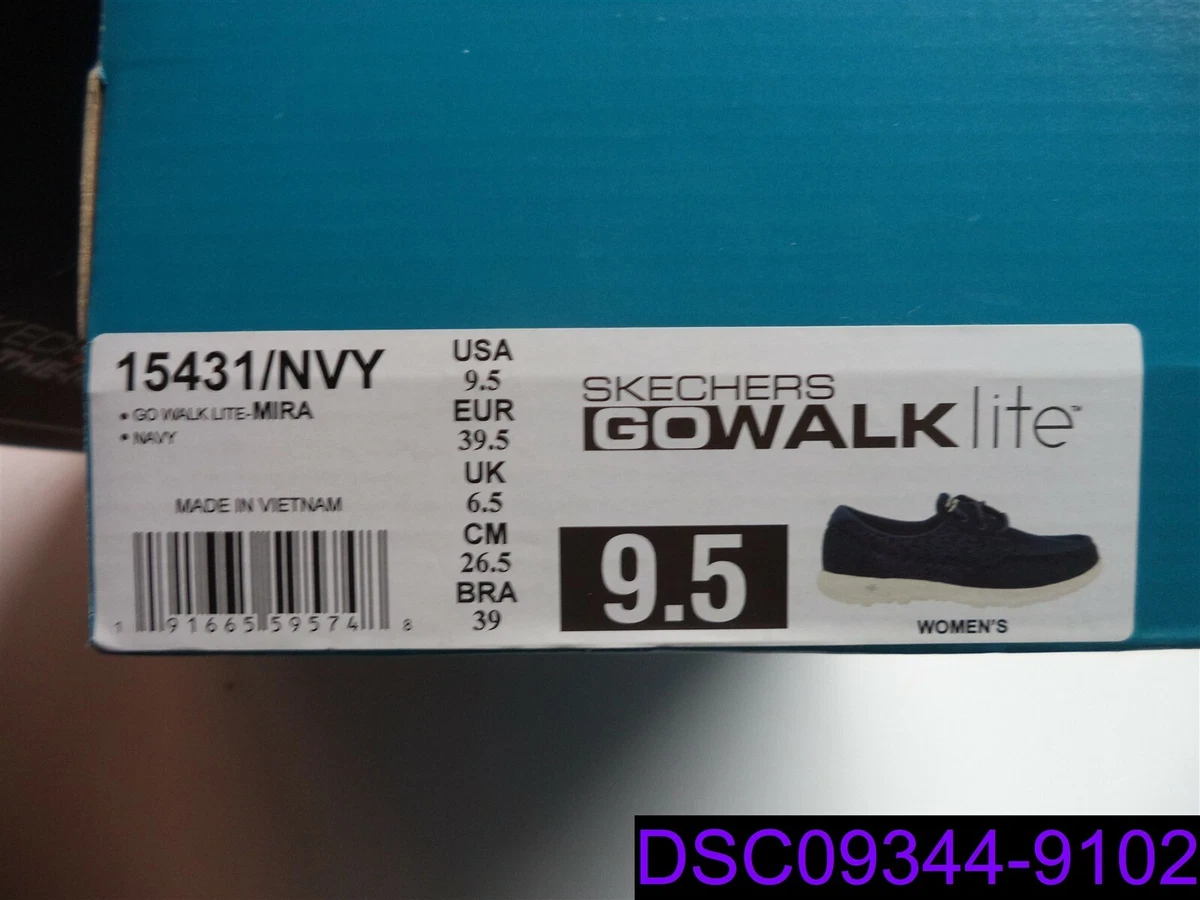 15431/NVY
• GO WALK LITE-MIRA
• NAVY
MADE IN VIETNAM
1 91665 59574 8
USA
9.5
EUR
39.5
UK
6.5
CM
26.5
BRA
39
SKECHERS
GOWALK lite™
9.5
WOMEN'S
DSC09344-9102